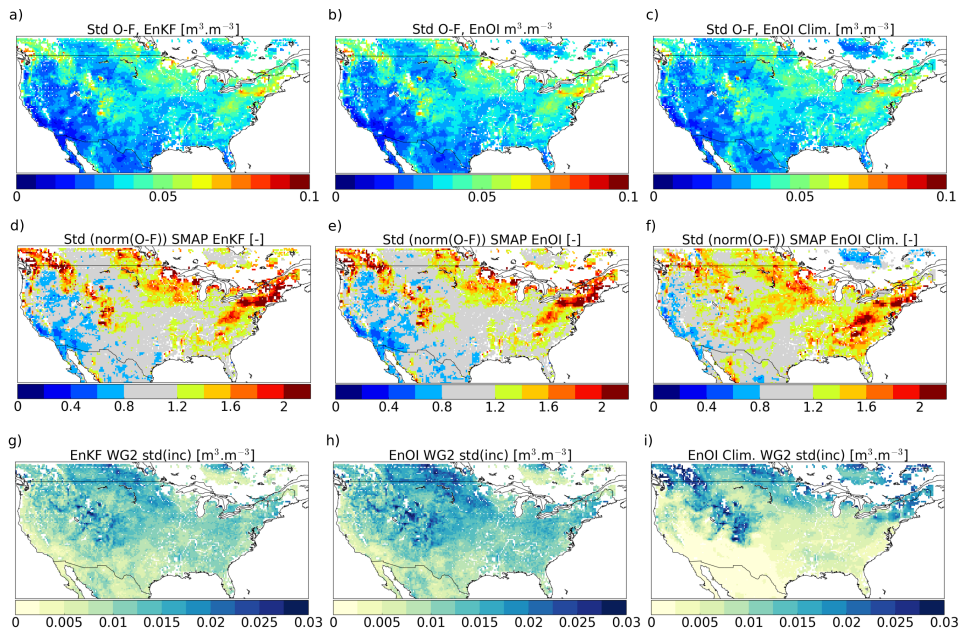 a) b) c)
Std O-F, EnKF [m³.m⁻³] Std O-F, EnOI m³.m⁻³ Std O-F, EnOI Clim. [m³.m⁻³]
0 0.05 0.1 0 0.05 0.1 0 0.05 0.1
d) e) f)
Std (norm(O-F)) SMAP EnKF [-] Std (norm(O-F)) SMAP EnOI [-] Std (norm(O-F)) SMAP EnOI Clim. [-]
0 0.4 0.8 1.2 1.6 2 0 0.4 0.8 1.2 1.6 2 0 0.4 0.8 1.2 1.6 2
g) h) i)
EnKF WG2 std(inc) [m³.m⁻³] EnOI WG2 std(inc) [m³.m⁻³] EnOI Clim. WG2 std(inc) [m³.m⁻³]
0 0.005 0.01 0.015 0.02 0.025 0.03 0 0.005 0.01 0.015 0.02 0.025 0.03 0 0.005 0.01 0.015 0.02 0.025 0.03